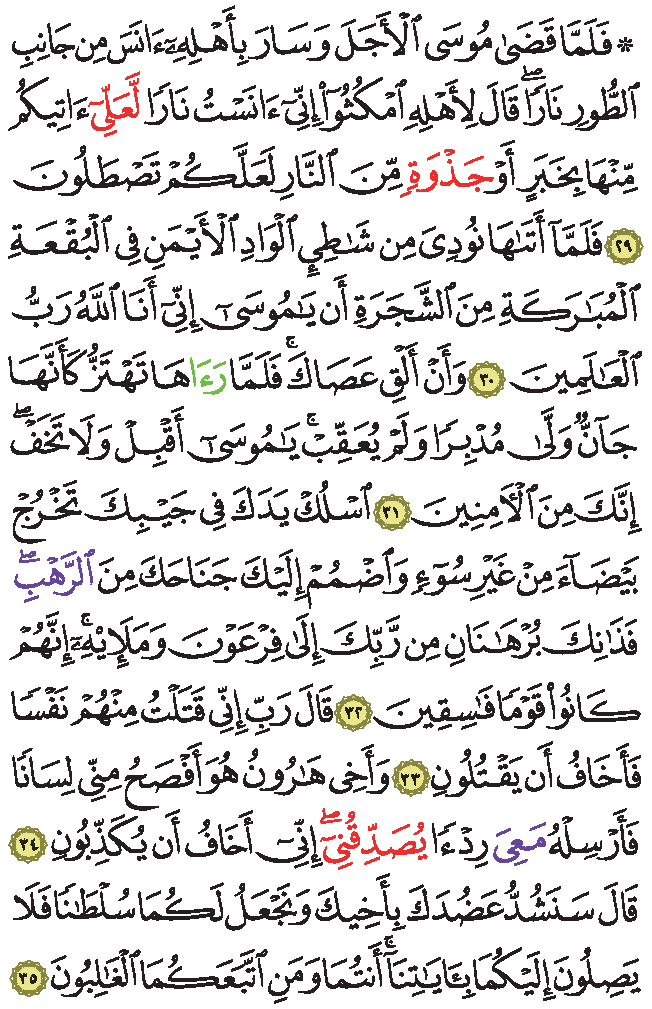 * فَلَمَّا قَضَىٰ مُوسَى ٱلْأَجَلَ وَسَارَ بِأَهْلِهِۦٓ ءَانَسَ مِن جَانِبِ
ٱلطُّورِ نَارًاۖ قَالَ لِأَهْلِهِ ٱمْكُثُوٓا۟ إِنِّىٓ ءَانَسْتُ نَارًا لَّعَلِّىٓ ءَاتِيكُم
مِّنْهَا بِخَبَرٍ أَوْ جَذْوَةٍ مِّنَ ٱلنَّارِ لَعَلَّكُمْ تَصْطَلُونَ
٢٩ فَلَمَّآ أَتَىٰهَا نُودِىَ مِن شَٰطِئِ ٱلْوَادِ ٱلْأَيْمَنِ فِى ٱلْبُقْعَةِ
ٱلْمُبَٰرَكَةِ مِنَ ٱلشَّجَرَةِ أَن يَٰمُوسَىٰٓ إِنِّىٓ أَنَا ٱللَّهُ رَبُّ
ٱلْعَٰلَمِينَ ٣٠ وَأَنْ أَلْقِ عَصَاكَۚ فَلَمَّا رَءَاهَا تَهْتَزُّ كَأَنَّهَا
جَآنٌّ وَلَّىٰ مُدْبِرًا وَلَمْ يُعَقِّبْۚ يَٰمُوسَىٰٓ أَقْبِلْ وَلَا تَخَفْۖ
إِنَّكَ مِنَ ٱلْأٓمِنِينَ ٣١ ٱسْلُكْ يَدَكَ فِى جَيْبِكَ تَخْرُجْ
بَيْضَآءَ مِنْ غَيْرِ سُوٓءٍ وَٱضْمُمْ إِلَيْكَ جَنَاحَكَ مِنَ ٱلرَّهْبِۖ
فَذَٰنِكَ بُرْهَٰنَانِ مِن رَّبِّكَ إِلَىٰ فِرْعَوْنَ وَمَلَإِي۟هِۦٓۚ إِنَّهُمْ
كَانُوا۟ قَوْمًا فَٰسِقِينَ ٣٢ قَالَ رَبِّ إِنِّى قَتَلْتُ مِنْهُمْ نَفْسًا
فَأَخَافُ أَن يَقْتُلُونِ ٣٣ وَأَخِى هَٰرُونُ هُوَ أَفْصَحُ مِنِّى لِسَانًا
فَأَرْسِلْهُ مَعِىَ رِدْءًا يُصَدِّقُنِىٓۖ إِنِّىٓ أَخَافُ أَن يُكَذِّبُونِ ٣٤
قَالَ سَنَشُدُّ عَضُدَكَ بِأَخِيكَ وَنَجْعَلُ لَكُمَا سُلْطَٰنًا فَلَا
يَصِلُونَ إِلَيْكُمَا بِـَٔايَٰتِنَآۚ أَنتُمَا وَمَنِ ٱتَّبَعَكُمَا ٱلْغَٰلِبُونَ ٣٥